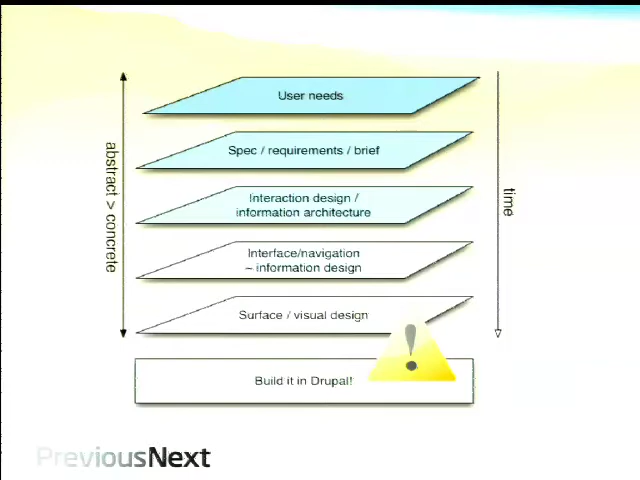 User needs
Spec / requirements / brief
Interaction design /
information architecture
Interface/navigation
~ information design
Surface / visual design
Build it in Drupal!
abstract > concrete
time
!
PreviousNext